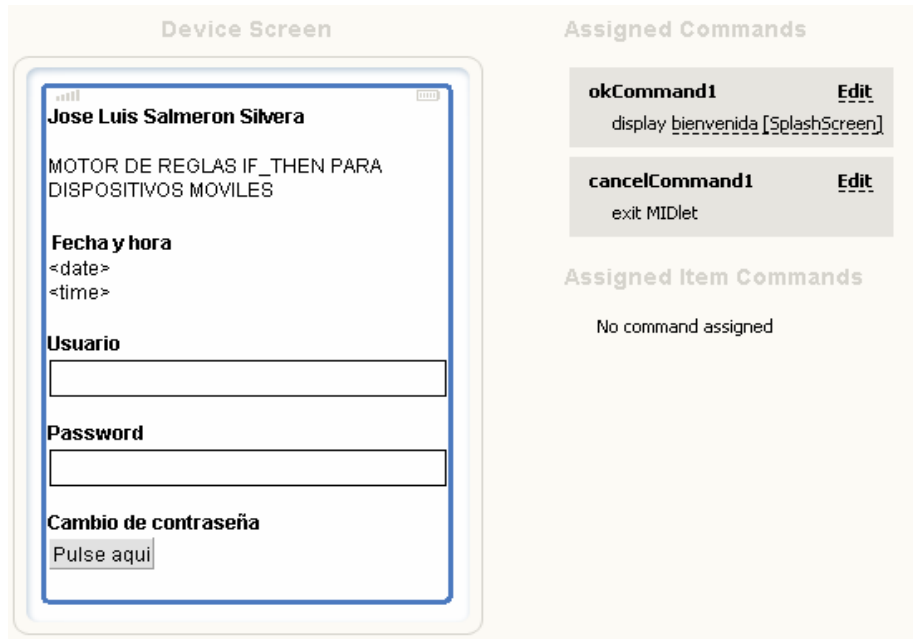 Device Screen
Jose Luis Salmeron Silvera
MOTOR DE REGLAS IF_THEN PARA
DISPOSITIVOS MOVILES
Fecha y hora
<date>
<time>
Usuario
Password
Cambio de contraseña
Pulse aqui
Assigned Commands
okCommand1 Edit
display bienvenida [SplashScreen]
cancelCommand1 Edit
exit MIDlet
Assigned Item Commands
No command assigned